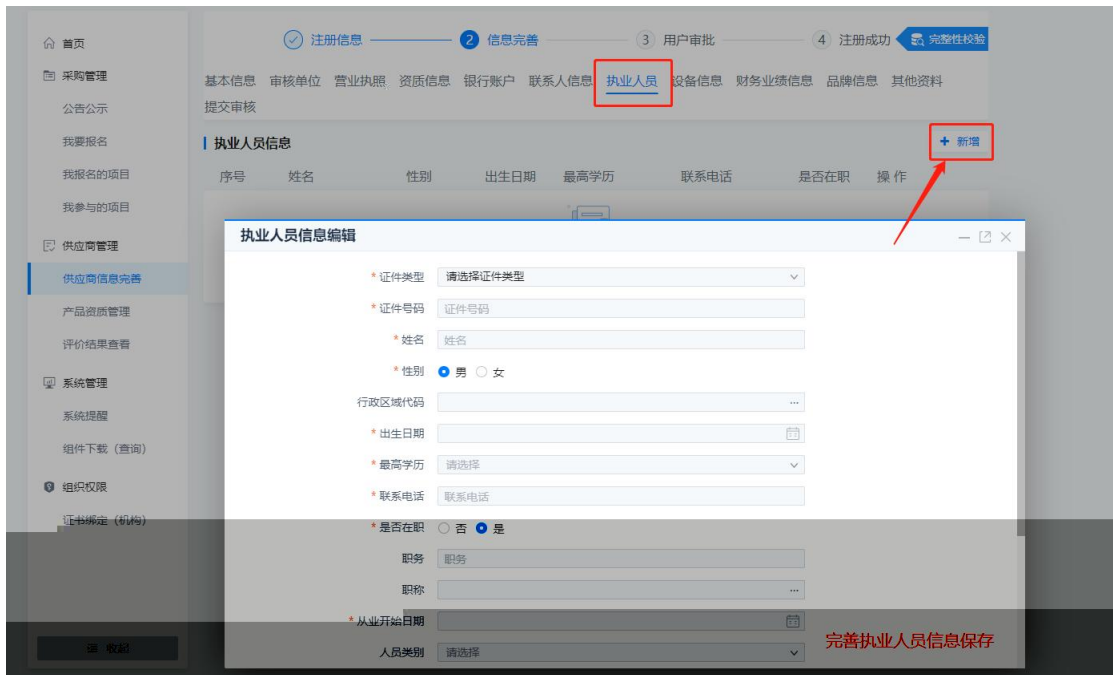 首页
采购管理
公告公示
我要报名
我报名的项目
我参与的项目
供应商管理
供应商信息完善
产品资质管理
评价结果查看
系统管理
系统提醒
组件下载（查询）
组织权限
证书绑定（机构）
收起
注册信息 2 信息完善 3 用户审批 4 注册成功 完整性校验
基本信息 审核单位 营业执照 资质信息 银行账户 联系人信息 执业人员 设备信息 财务业绩信息 品牌信息 其他资料
提交审核
执业人员信息 + 新增
序号 姓名 性别 出生日期 最高学历 联系电话 是否在职 操作
执业人员信息编辑
* 证件类型 请选择证件类型
* 证件号码 证件号码
* 姓名 姓名
* 性别 男 女
行政区域代码 ...
* 出生日期
* 最高学历 请选择
* 联系电话 联系电话
* 是否在职 否 是
职务 职务
职称 ...
* 从业开始日期
人员类别 请选择
完善执业人员信息保存